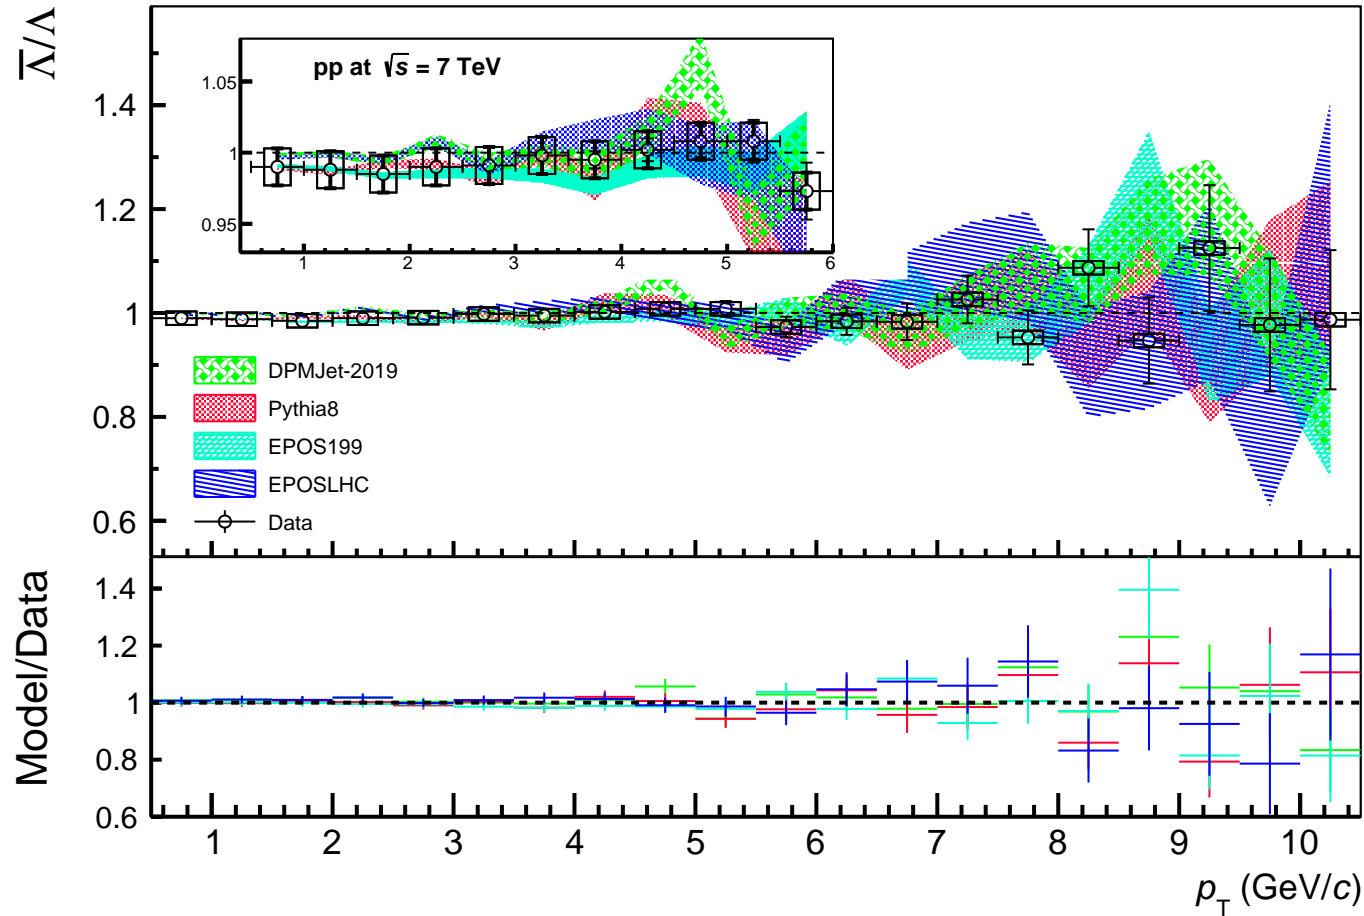 Λ̅/Λ
1.4
1.2
1
0.8
0.6
pp at √s = 7 TeV
1.05
1
0.95
1 2 3 4 5 6
DPMJet-2019
Pythia8
EPOS199
EPOSLHC
Data
Model/Data
1.4
1.2
1
0.8
0.6
1 2 3 4 5 6 7 8 9 10
p_T (GeV/c)